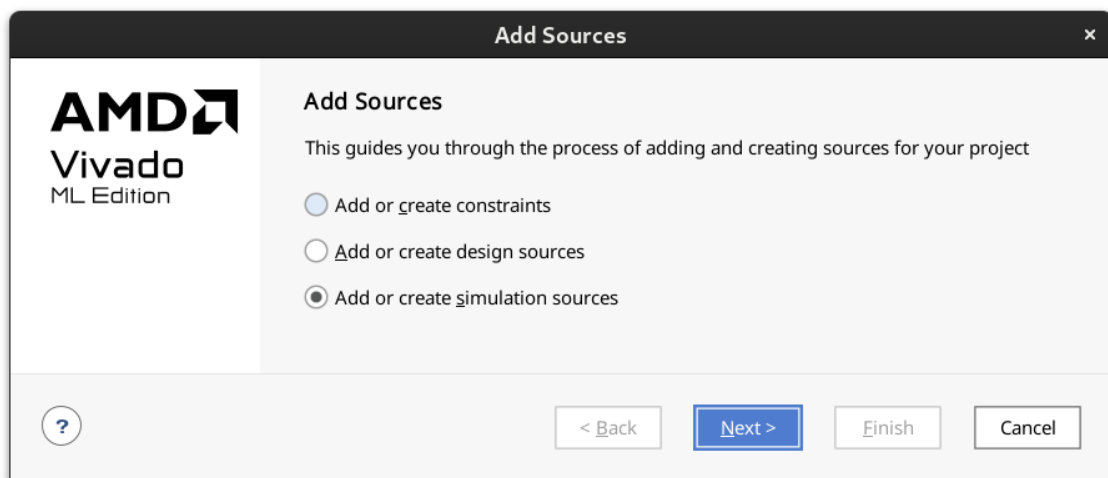 Add Sources
×
AMD
Vivado
ML Edition
Add Sources
This guides you through the process of adding and creating sources for your project
Add or create constraints
Add or create design sources
Add or create simulation sources
?
< Back
Next >
Finish
Cancel